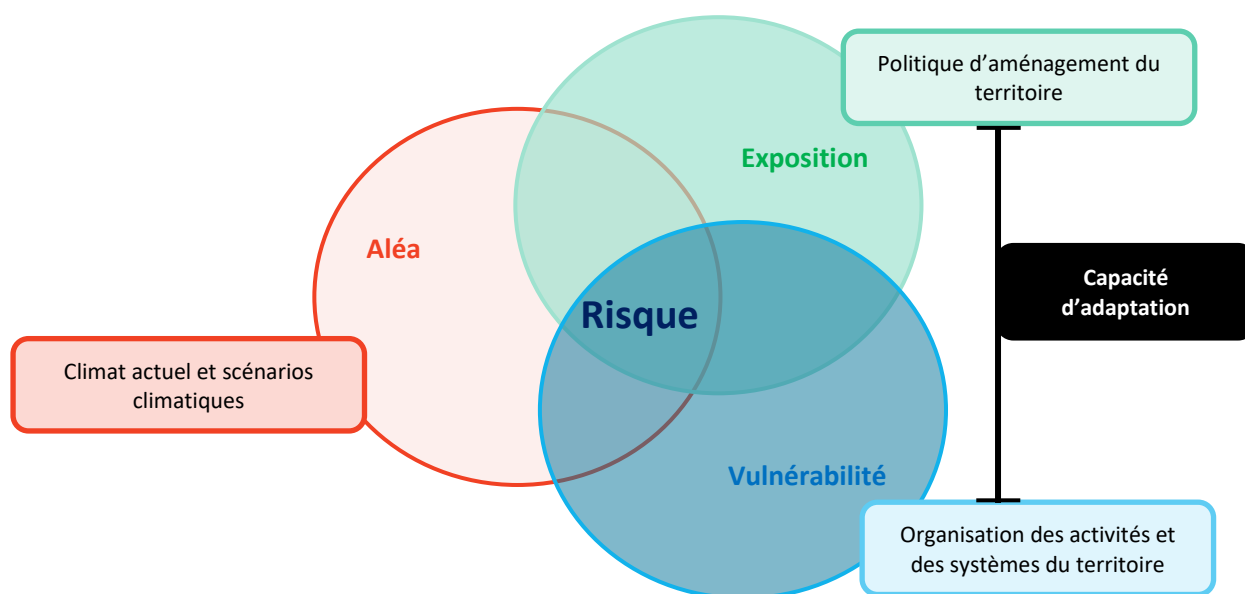 Politique d’aménagement du
territoire
Exposition
Aléa
Capacité
d’adaptation
Risque
Climat actuel et scénarios
climatiques
Vulnérabilité
Organisation des activités et
des systèmes du territoire